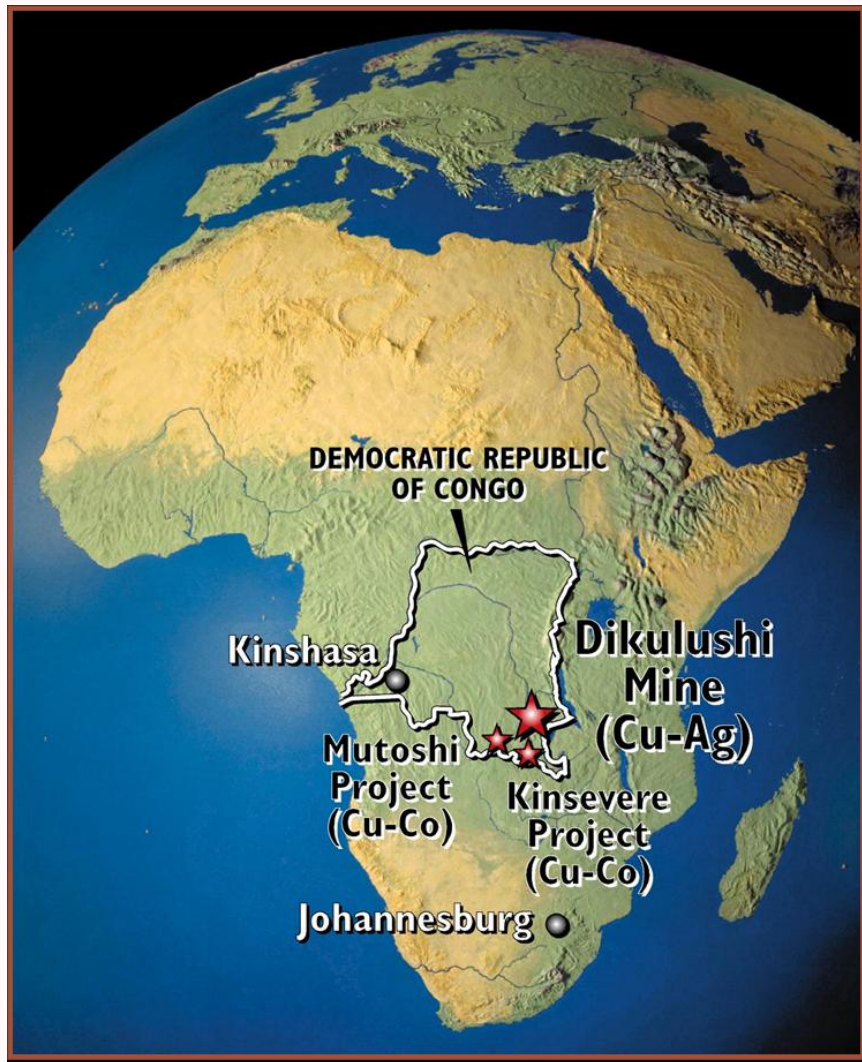 DEMOCRATIC REPUBLIC
OF CONGO
Kinshasa
Dikulushi
Mine
(Cu-Ag)
Mutoshi
Project
(Cu-Co)
Kinsevere
Project
(Cu-Co)
Johannesburg